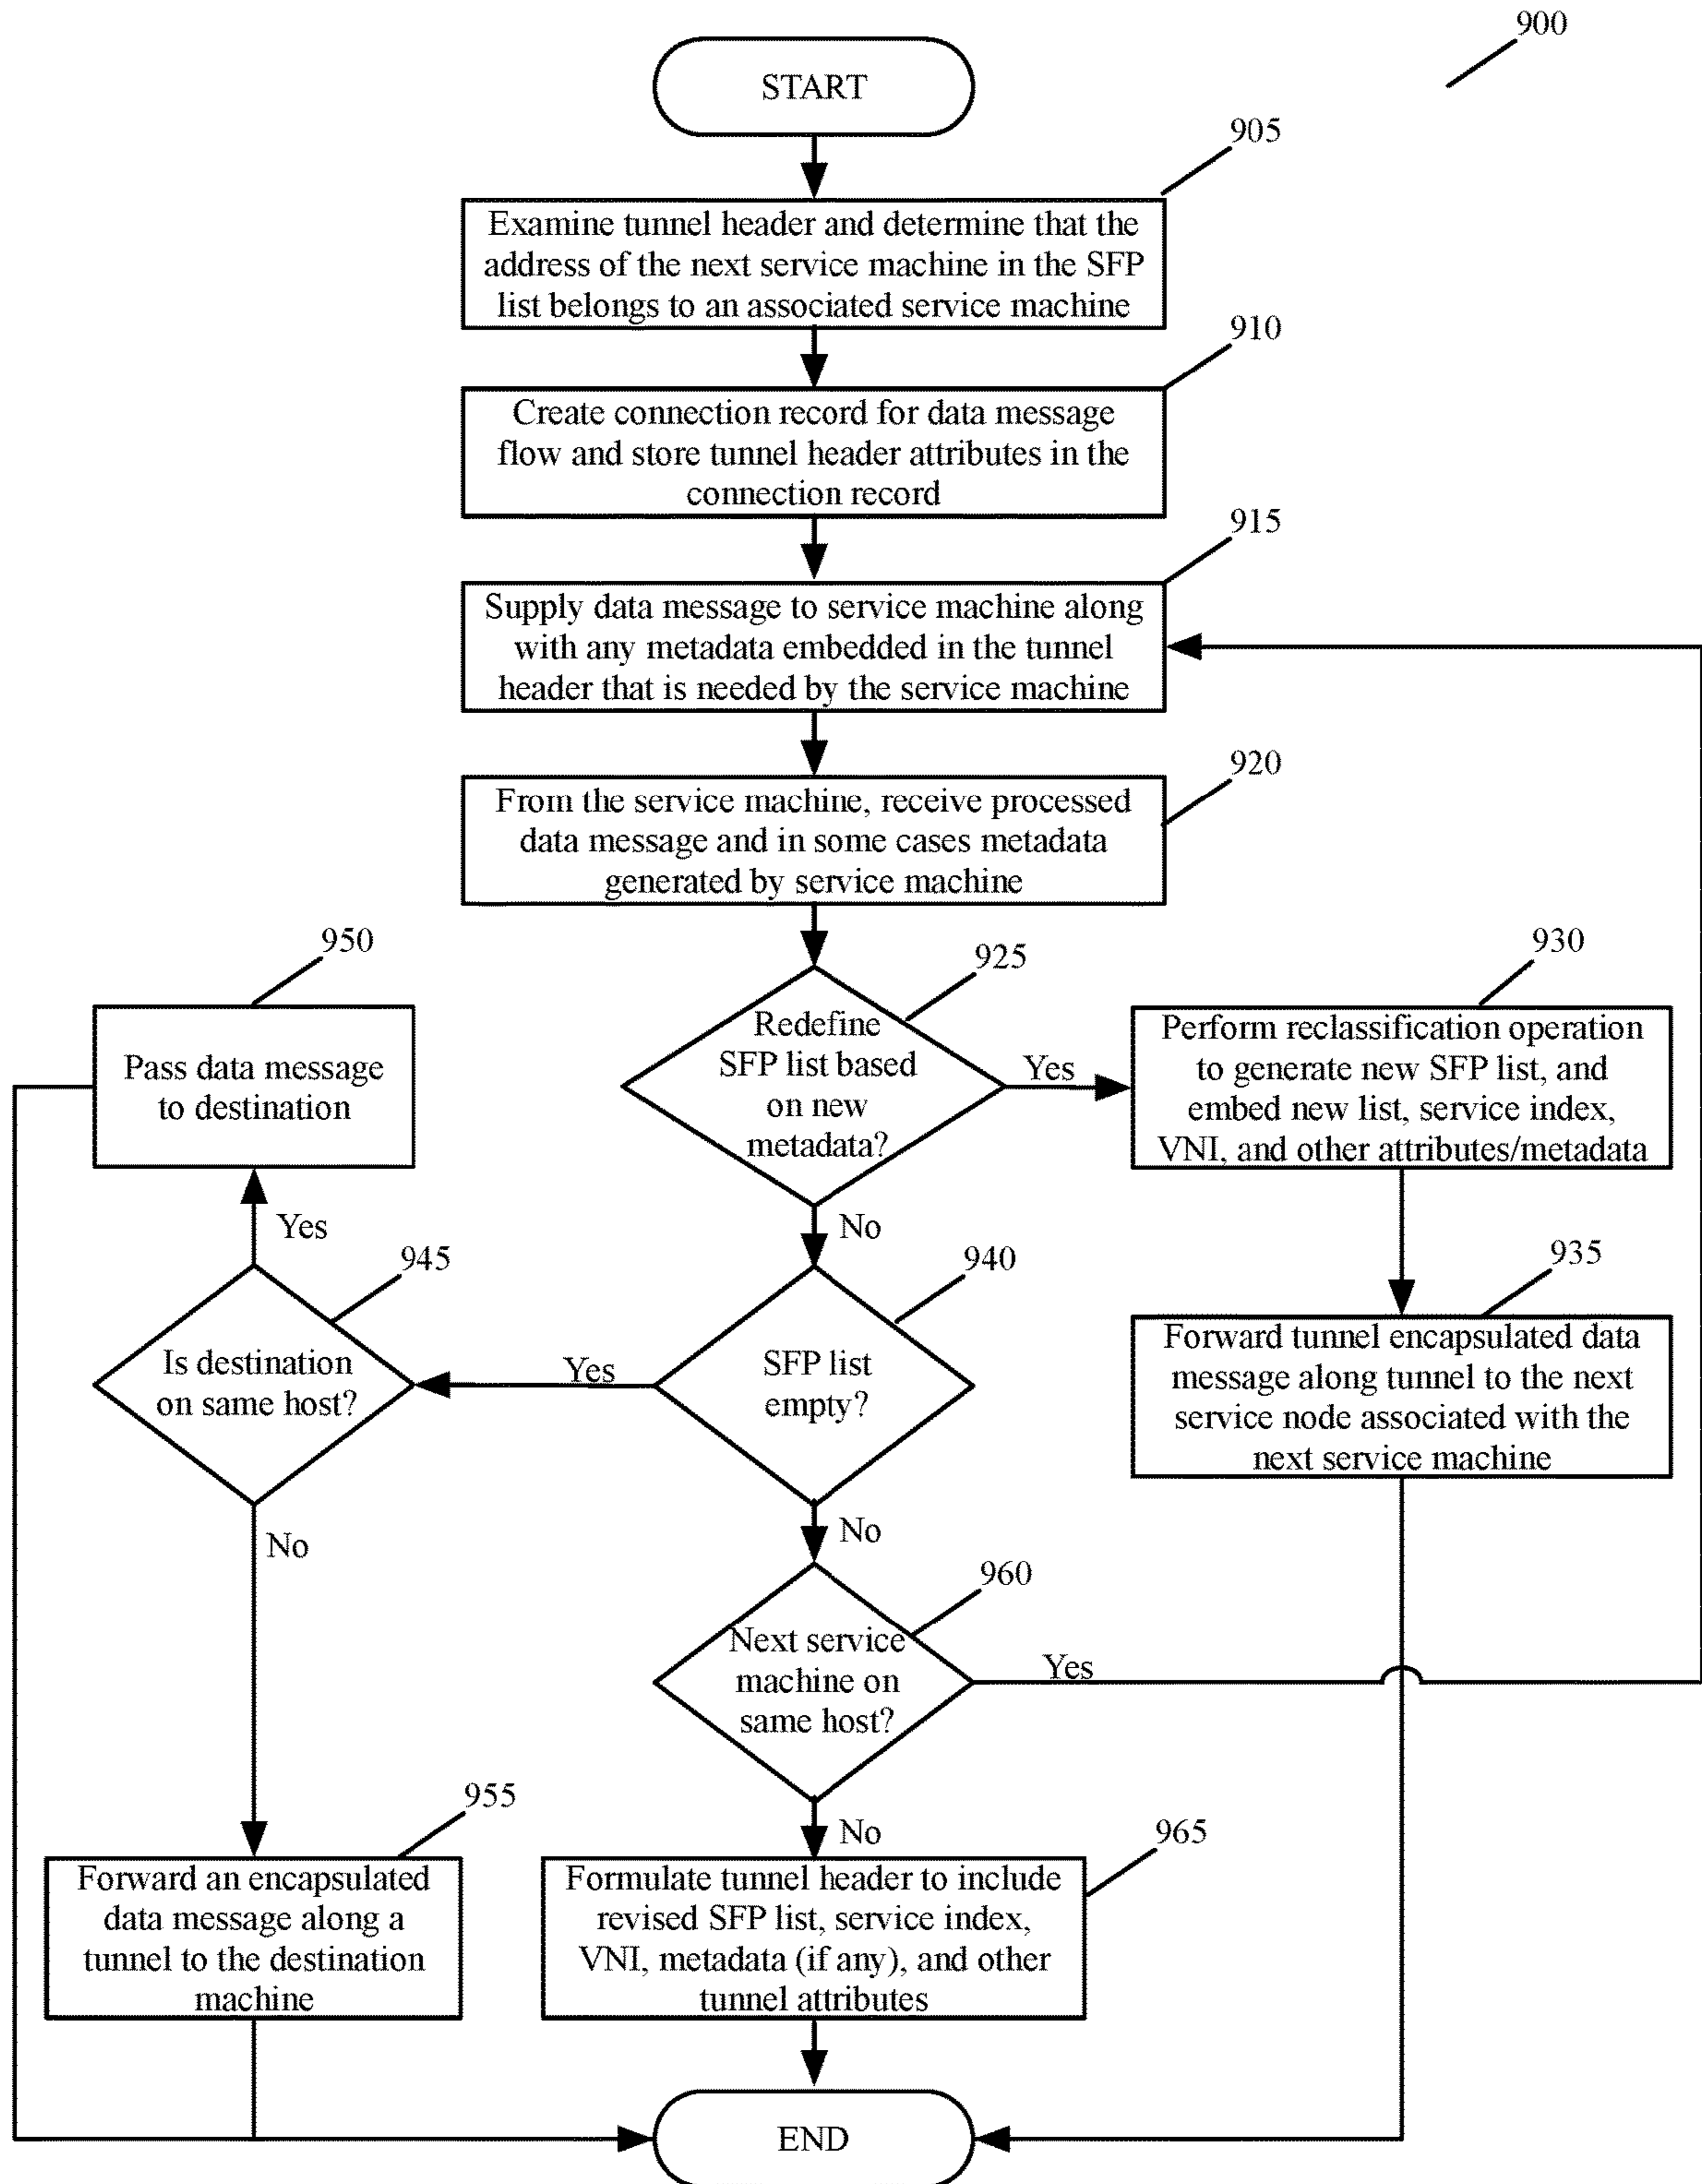 900
START
905
Examine tunnel header and determine that the
address of the next service machine in the SFP
list belongs to an associated service machine
910
Create connection record for data message
flow and store tunnel header attributes in the
connection record
915
Supply data message to service machine along
with any metadata embedded in the tunnel
header that is needed by the service machine
920
From the service machine, receive processed
data message and in some cases metadata
generated by service machine
925
Redefine
SFP list based
on new
metadata?
Yes
930
Perform reclassification operation
to generate new SFP list, and
embed new list, service index,
VNI, and other attributes/metadata
935
Forward tunnel encapsulated data
message along tunnel to the next
service node associated with the
next service machine
No
940
SFP list
empty?
Yes
945
Is destination
on same host?
Yes
950
Pass data message
to destination
No
955
Forward an encapsulated
data message along a
tunnel to the destination
machine
No
960
Next service
machine on
same host?
Yes
No
965
Formulate tunnel header to include
revised SFP list, service index,
VNI, metadata (if any), and other
tunnel attributes
END